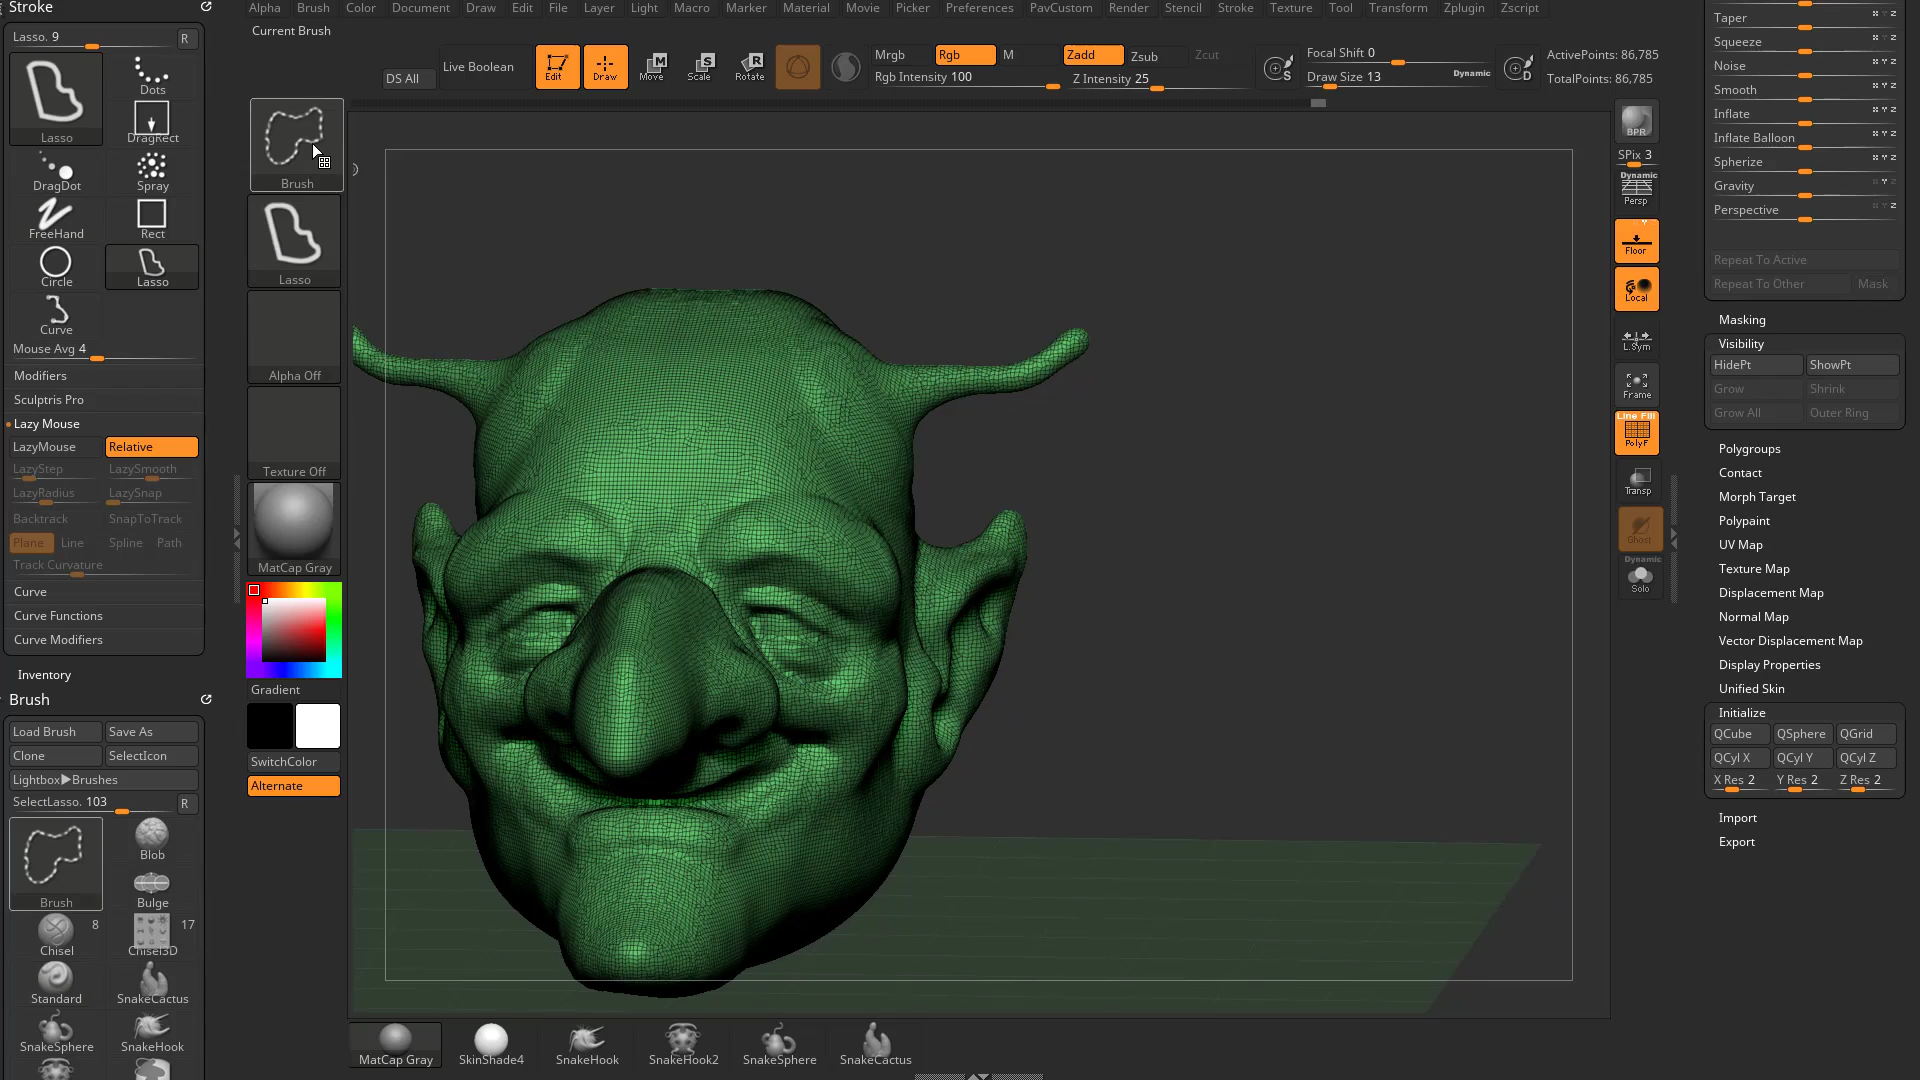 Stroke
Alpha Brush Color Document Draw Edit File Layer Light Macro Marker Material Movie Picker Preferences PavCustom Render Stencil Stroke Texture Tool Transform Zplugin Zscript
Current Brush
Lasso. 9 R
Lasso
Dots
DragRect
DragDot
Spray
FreeHand
Rect
Circle
Lasso
Curve
Mouse Avg 4
Modifiers
Sculptris Pro
Lazy Mouse
LazyMouse Relative
LazyStep LazySmooth
LazyRadius LazySnap
Backtrack SnapToTrack
Plane Line Spline Path
Track Curvature
Curve
Curve Functions
Curve Modifiers
Inventory
Brush
Load Brush Save As
Clone SelectIcon
Lightbox▶Brushes
SelectLasso. 103 R
Brush
Blob
Bulge
8 17
Chisel Chisel3D
Standard SnakeCactus
SnakeSphere SnakeHook
DS All
Live Boolean
Edit
Draw
Move
Scale
Rotate
Mrgb Rgb M
Rgb Intensity 100
Zadd Zsub Zcut
Z Intensity 25
S
Focal Shift 0
Draw Size 13 Dynamic
D
ActivePoints: 86,785
TotalPoints: 86,785
Brush
Lasso
Alpha Off
Texture Off
MatCap Gray
Gradient
SwitchColor
Alternate
BPR
SPix 3
Dynamic
Persp
Floor
Local
L.Sym
Frame
Line Fill
PolyF
Transp
Ghost
Dynamic
Solo
Taper
Squeeze
Noise
Smooth
Inflate
Inflate Balloon
Spherize
Gravity
Perspective
Repeat To Active
Repeat To Other Mask
Masking
Visibility
HidePt ShowPt
Grow Shrink
Grow All Outer Ring
Polygroups
Contact
Morph Target
Polypaint
UV Map
Texture Map
Displacement Map
Normal Map
Vector Displacement Map
Display Properties
Unified Skin
Initialize
QCube QSphere QGrid
QCyl X QCyl Y QCyl Z
X Res 2 Y Res 2 Z Res 2
Import
Export
MatCap Gray SkinShade4 SnakeHook SnakeHook2 SnakeSphere SnakeCactus